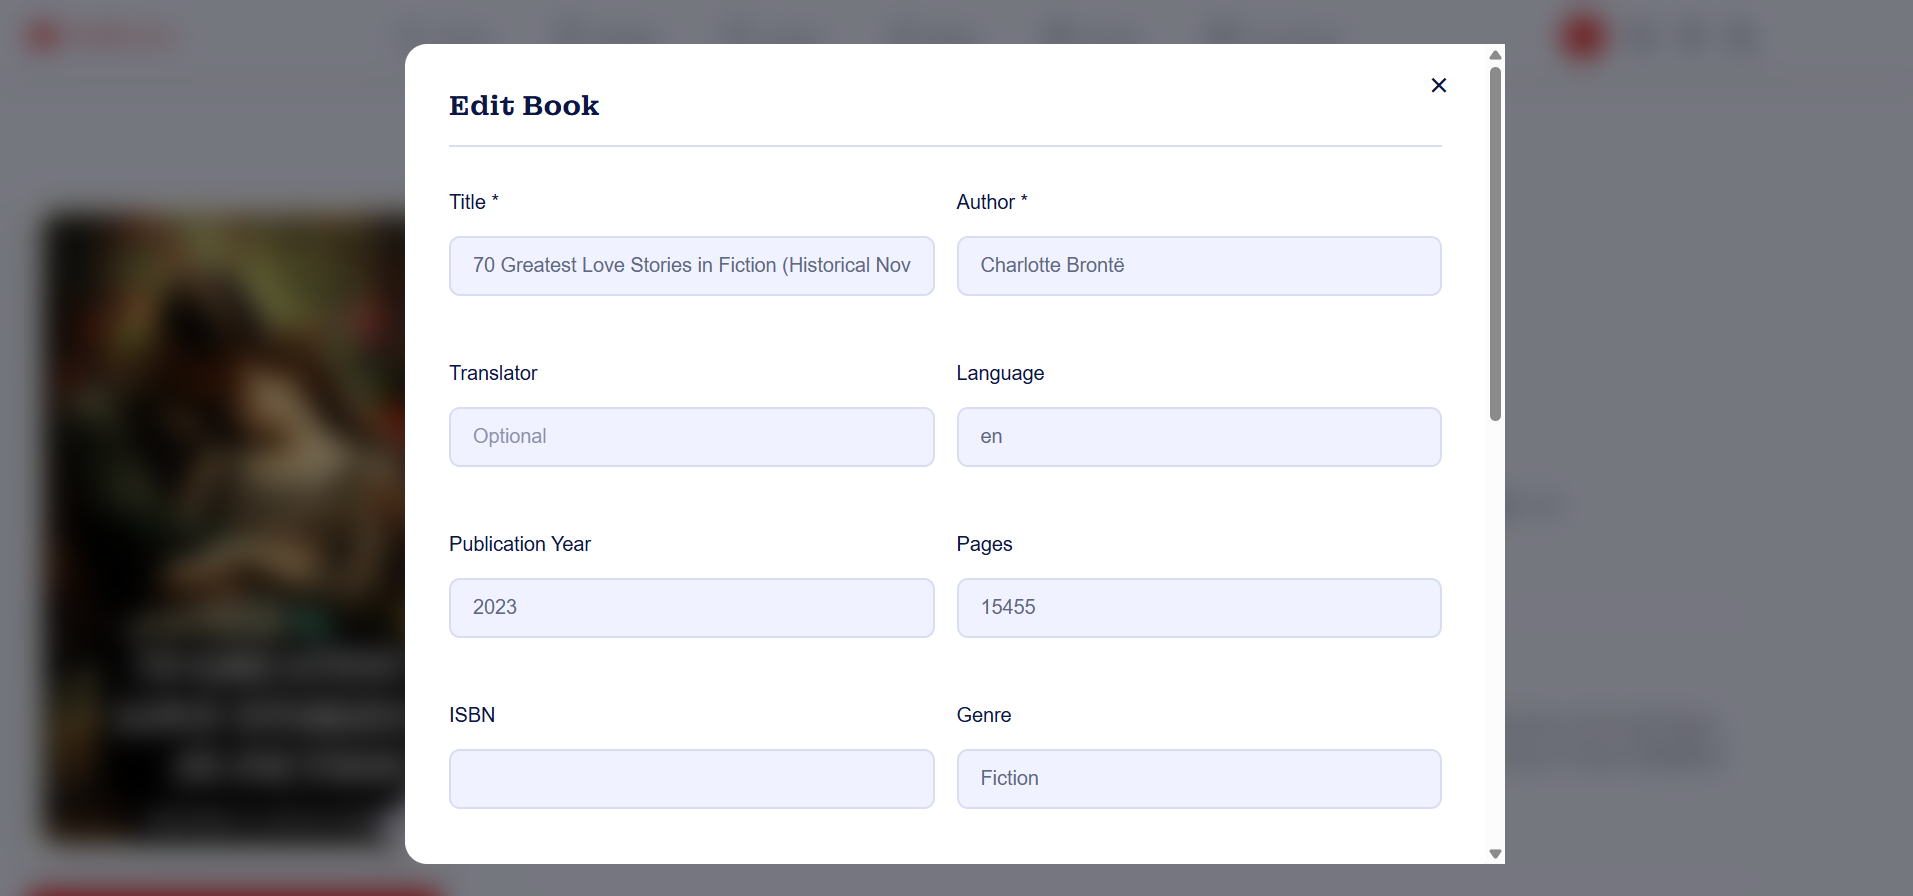 Edit Book
Title *
Author *
70 Greatest Love Stories in Fiction (Historical Nov
Charlotte Brontë
Translator
Language
Optional
en
Publication Year
Pages
2023
15455
ISBN
Genre
Fiction